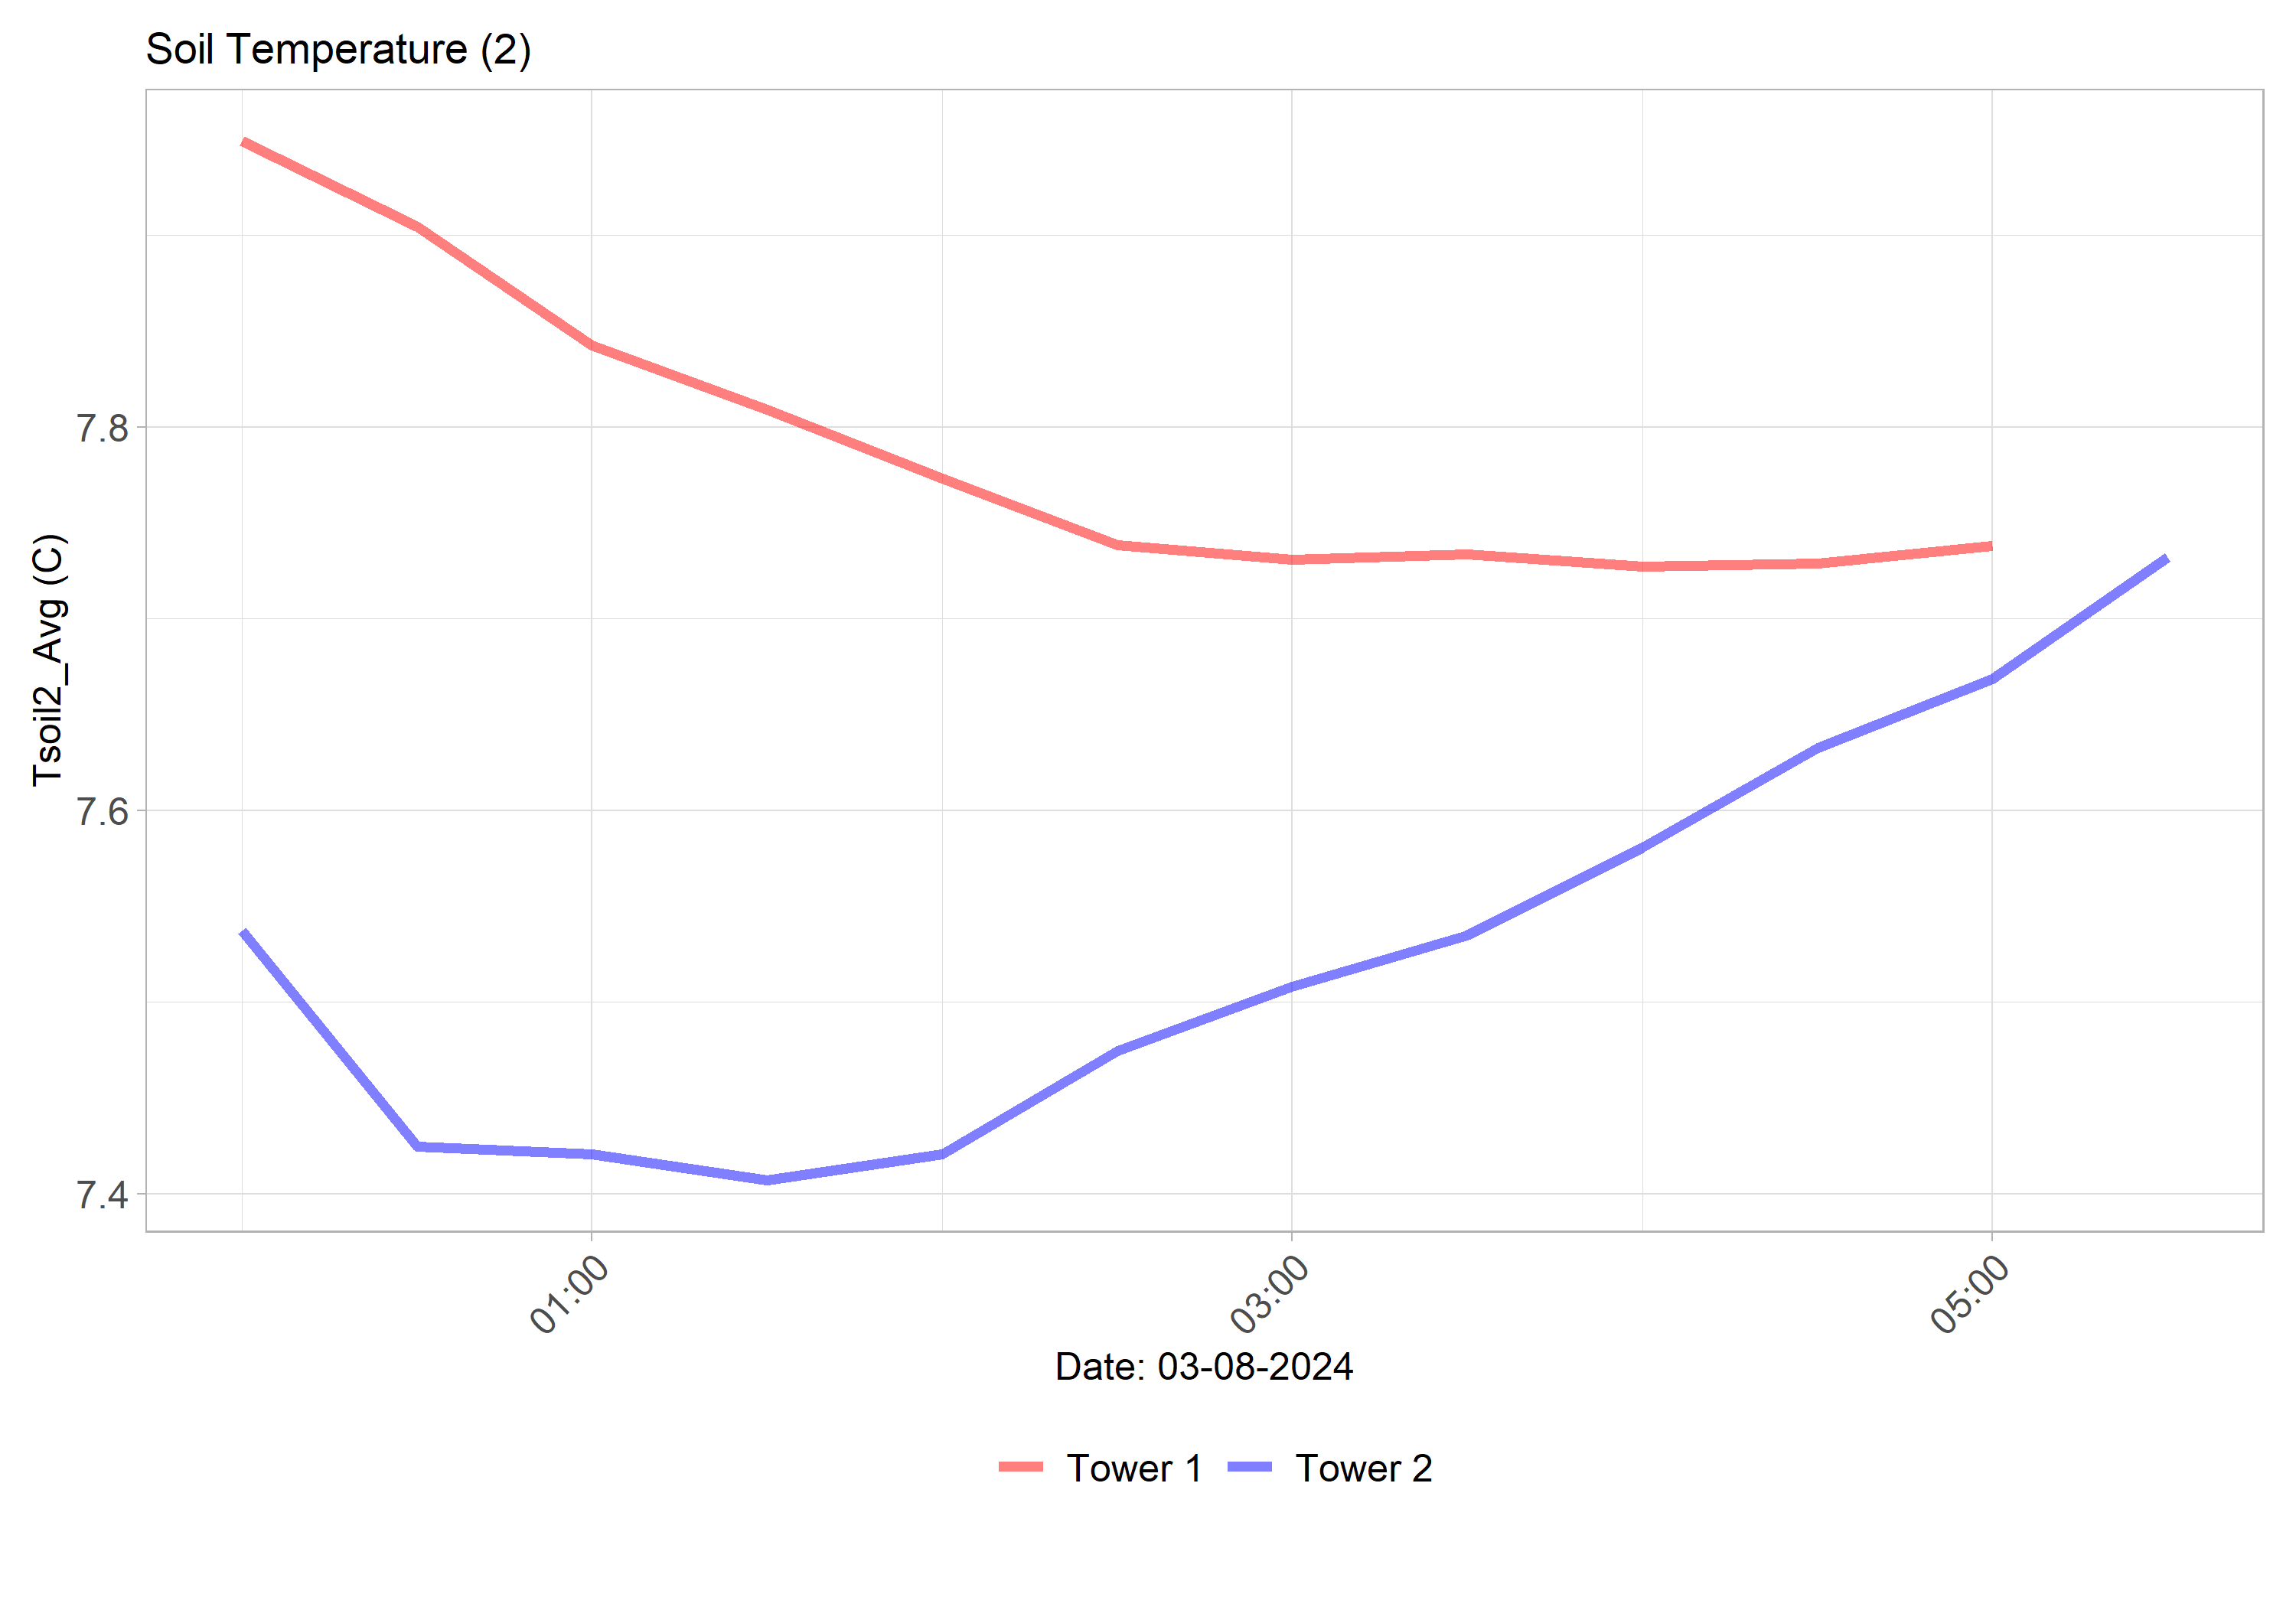 Soil Temperature (2)
Tsoil2_Avg (C)
7.8
7.6
7.4
01:00
03:00
05:00
Date: 03-08-2024
Tower 1
Tower 2